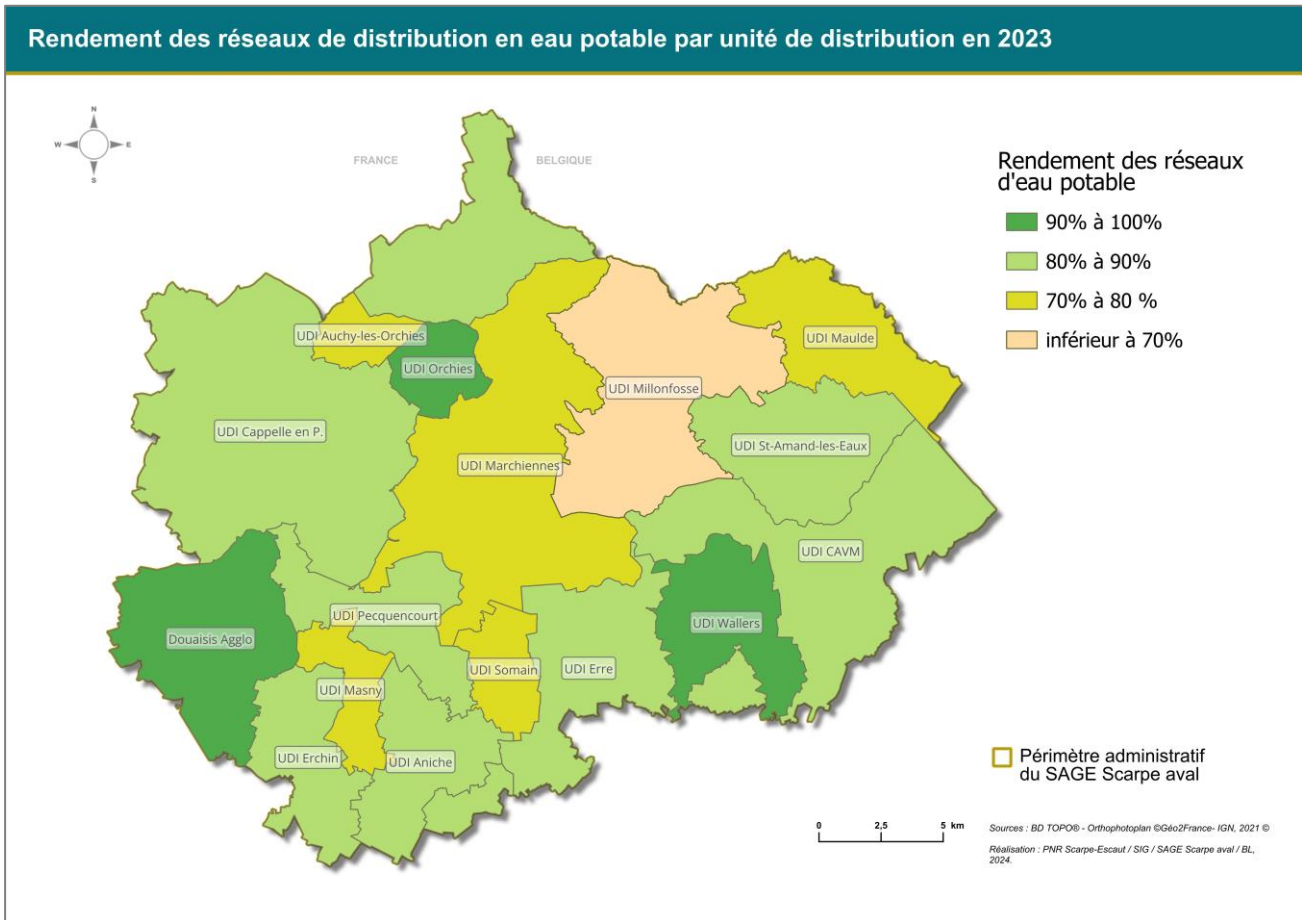 Rendement des réseaux de distribution en eau potable par unité de distribution en 2023
N
W
E
S
FRANCE
BELGIQUE
Rendement des réseaux
d'eau potable
90% à 100%
80% à 90%
70% à 80 %
inférieur à 70%
UDI Auchy-les-Orchies
UDI Maulde
UDI Orchies
UDI Millonfosse
UDI Cappelle en P.
UDI St-Amand-les-Eaux
UDI Marchiennes
UDI CAVM
UDI Pecquencourt
UDI Wallers
Douaisis Agglo
UDI Somain
UDI Erre
UDI Masny
UDI Erchin
UDI Aniche
Périmètre administratif
du SAGE Scarpe aval
0
2,5
5 km
Sources : BD TOPO® - Orthophotoplan ©Géo2France- IGN, 2021 ©
Réalisation : PNR Scarpe-Escaut / SIG / SAGE Scarpe aval / BL,
2024.